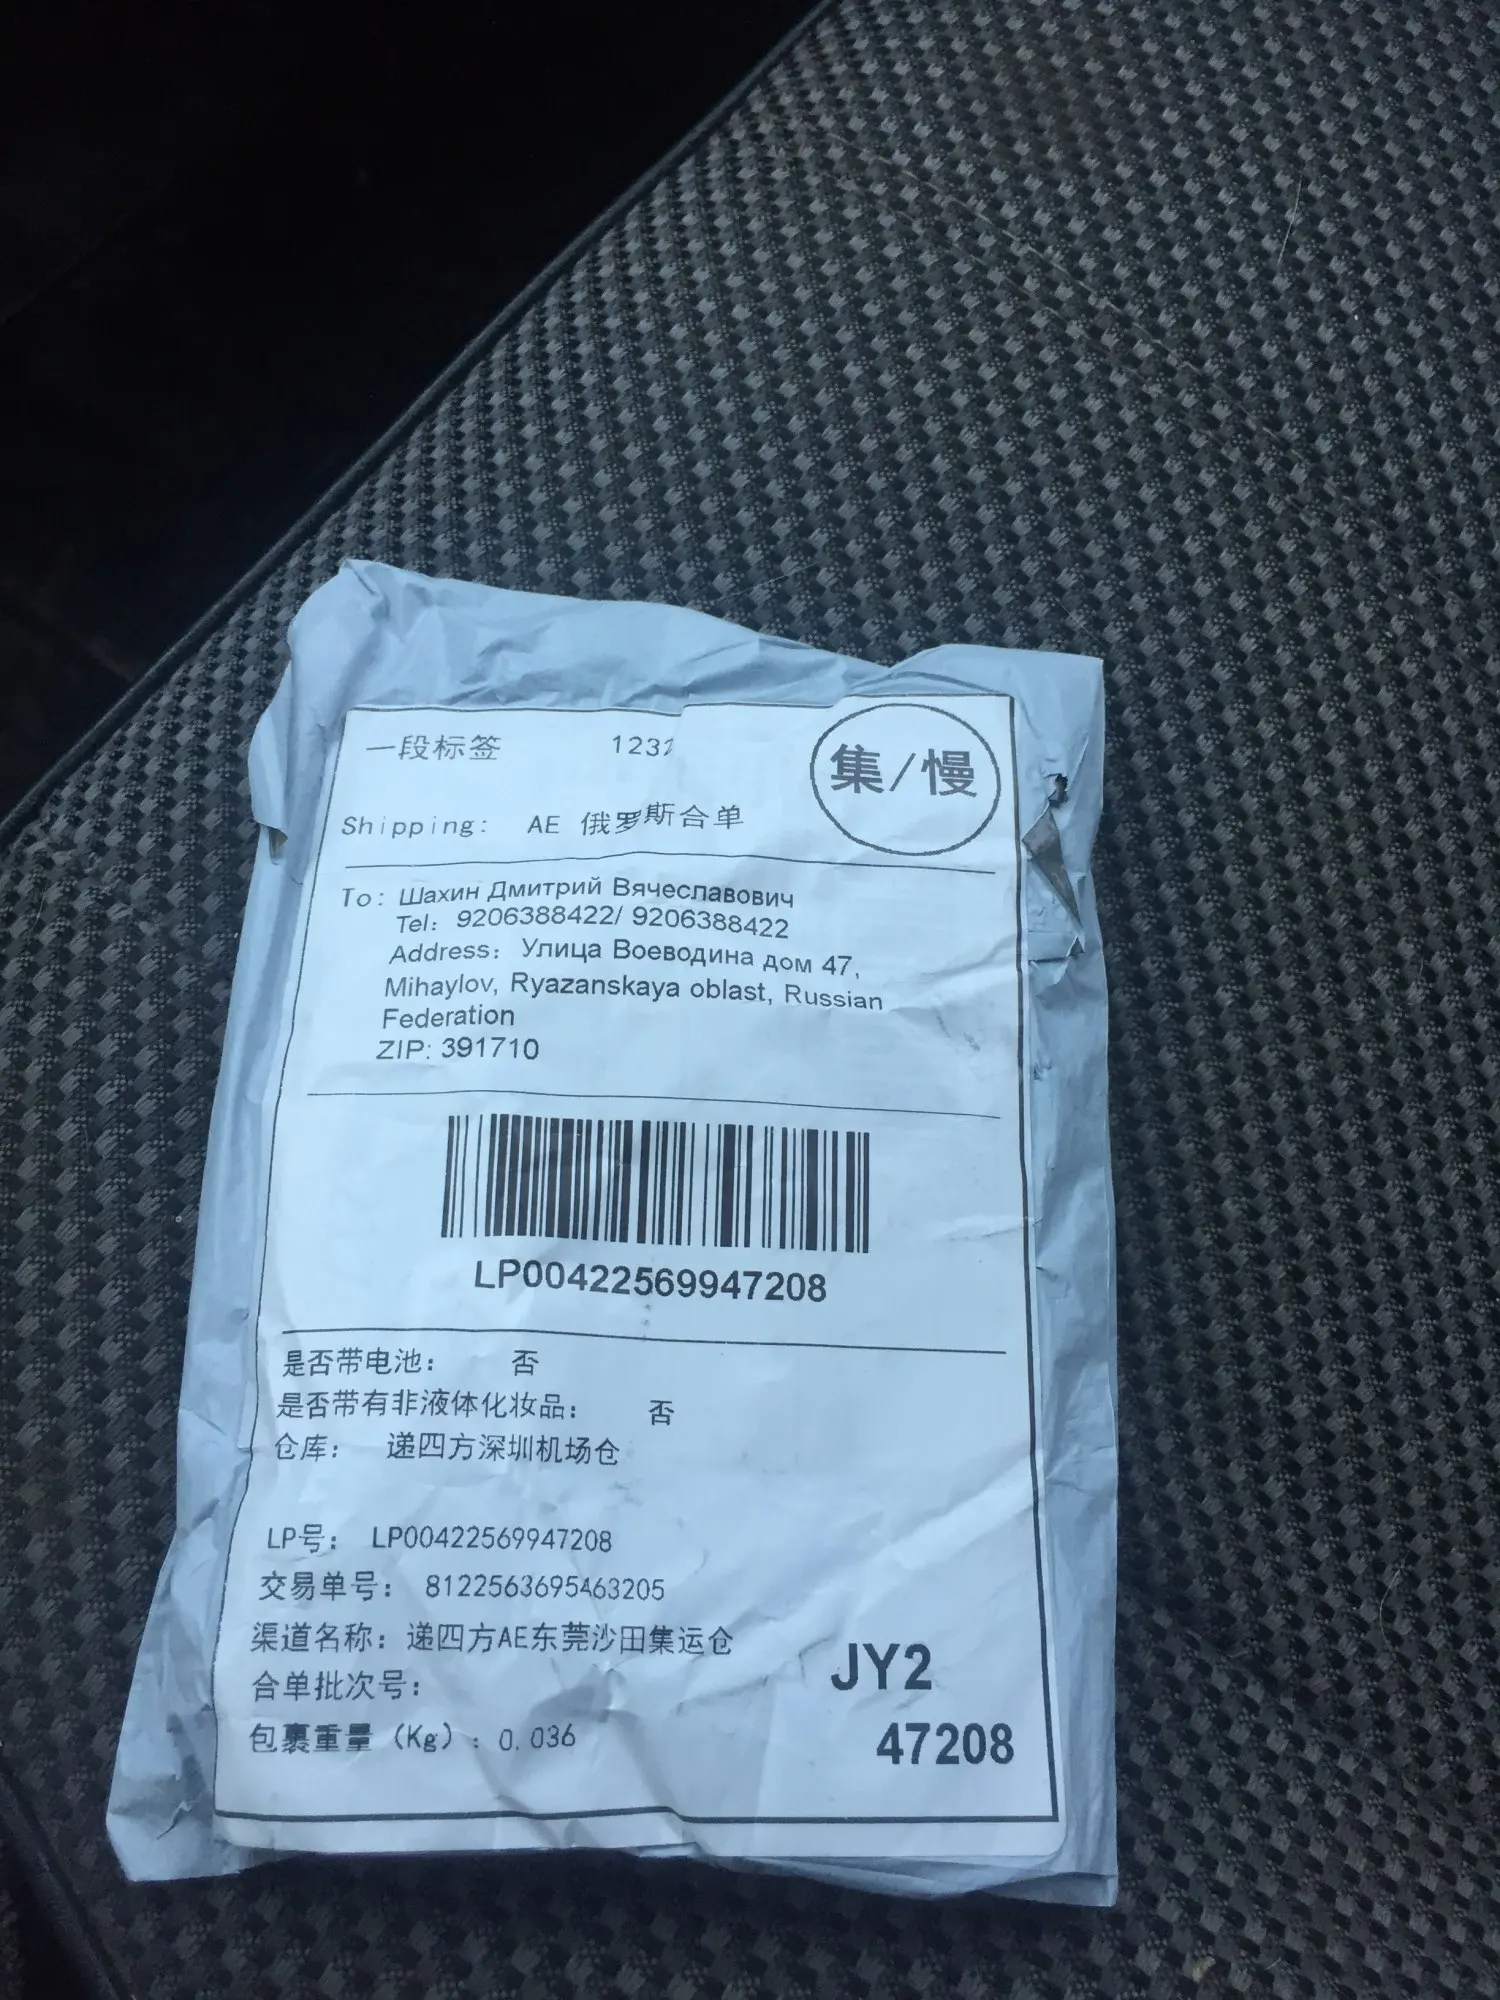 一段标签 1232
集/慢
Shipping: AE 俄罗斯合单
To: Шахин Дмитрий Вячеславович
Tel: 9206388422/ 9206388422
Address: Улица Воеводина дом 47,
Mihaylov, Ryazanskaya oblast, Russian
Federation
ZIP: 391710
LP00422569947208
是否带电池： 否
是否带有非液体化妆品： 否
仓库： 递四方深圳机场仓
LP号： LP00422569947208
交易单号： 8122563695463205
渠道名称：递四方AE东莞沙田集运仓
合单批次号：
包裹重量（Kg）：0.036
JY2
47208